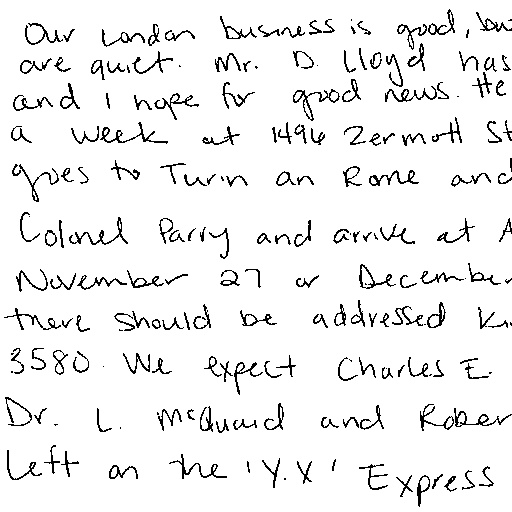 Our London business is good, bu
are quiet. Mr. D. Lloyd has
and I hope for good news. He
a week at 1496 Zermott St
goes to Turin an Rome and
Colonel Parry and arrive at A
November 27 or December
there should be addressed K
3580. We expect Charles E.
Dr. L. McQuaid and Rober
Left on the 'Y.X' Express